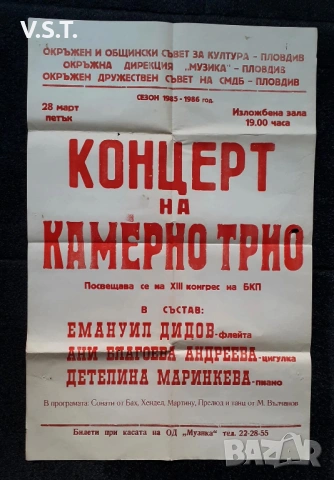 V.S.T.
ОКРЪЖЕН И ОБЩИНСКИ СЪВЕТ ЗА КУЛТУРА - ПЛОВДИВ
ОКРЪЖНА ДИРЕКЦИЯ „МУЗИКА" - ПЛОВДИВ
ОКРЪЖЕН ДРУЖЕСТВЕН СЪВЕТ НА СМДБ - ПЛОВДИВ
СЕЗОН 1985 - 1986 год.
28 март
петък
Изложбена зала
19.00 часа
КОНЦЕРТ
НА
КАМЕРНО ТРИО
Посвещава се на XIII конгрес на БКП
В СЪСТАВ:
ЕМАНУИЛ ДИДОВ-флейта
АНИ БЛАГОЕВА АНДРЕЕВА-цигулка
ДЕТЕЛИНА МАРИНКЕВА-пиано
В програмата: Сонати от Бах, Хендел, Мартину, Прелюд и танц от М. Вълчанов
Билети при касата на ОД „Музика" тел. 22-28-55
BAZAR